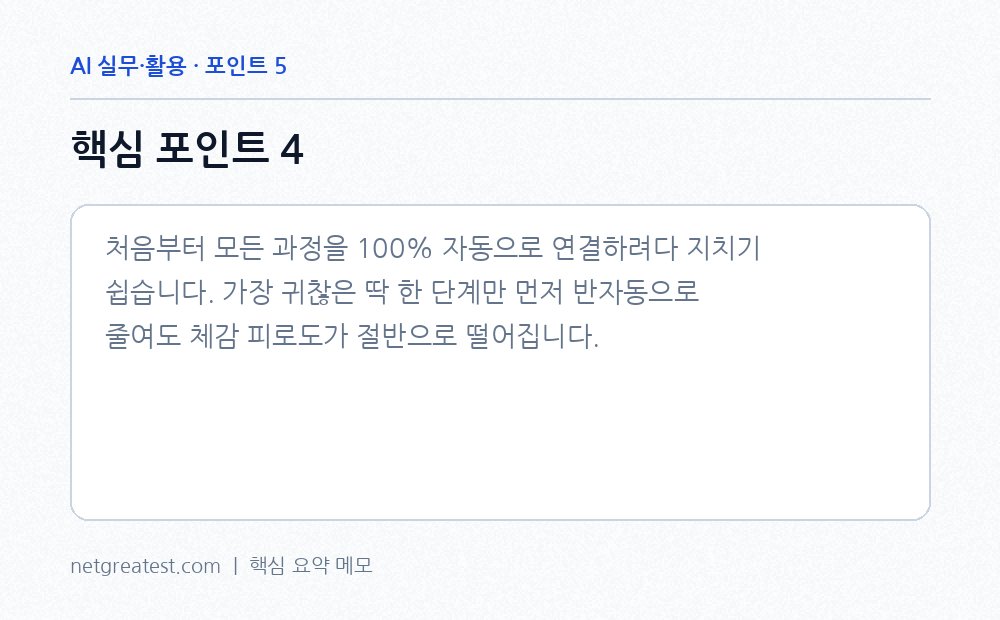 AI 실무·활용 · 포인트 5
핵심 포인트 4
처음부터 모든 과정을 100% 자동으로 연결하려다 지치기
쉽습니다. 가장 귀찮은 딱 한 단계만 먼저 반자동으로
줄여도 체감 피로도가 절반으로 떨어집니다.
netgreatest.com | 핵심 요약 메모